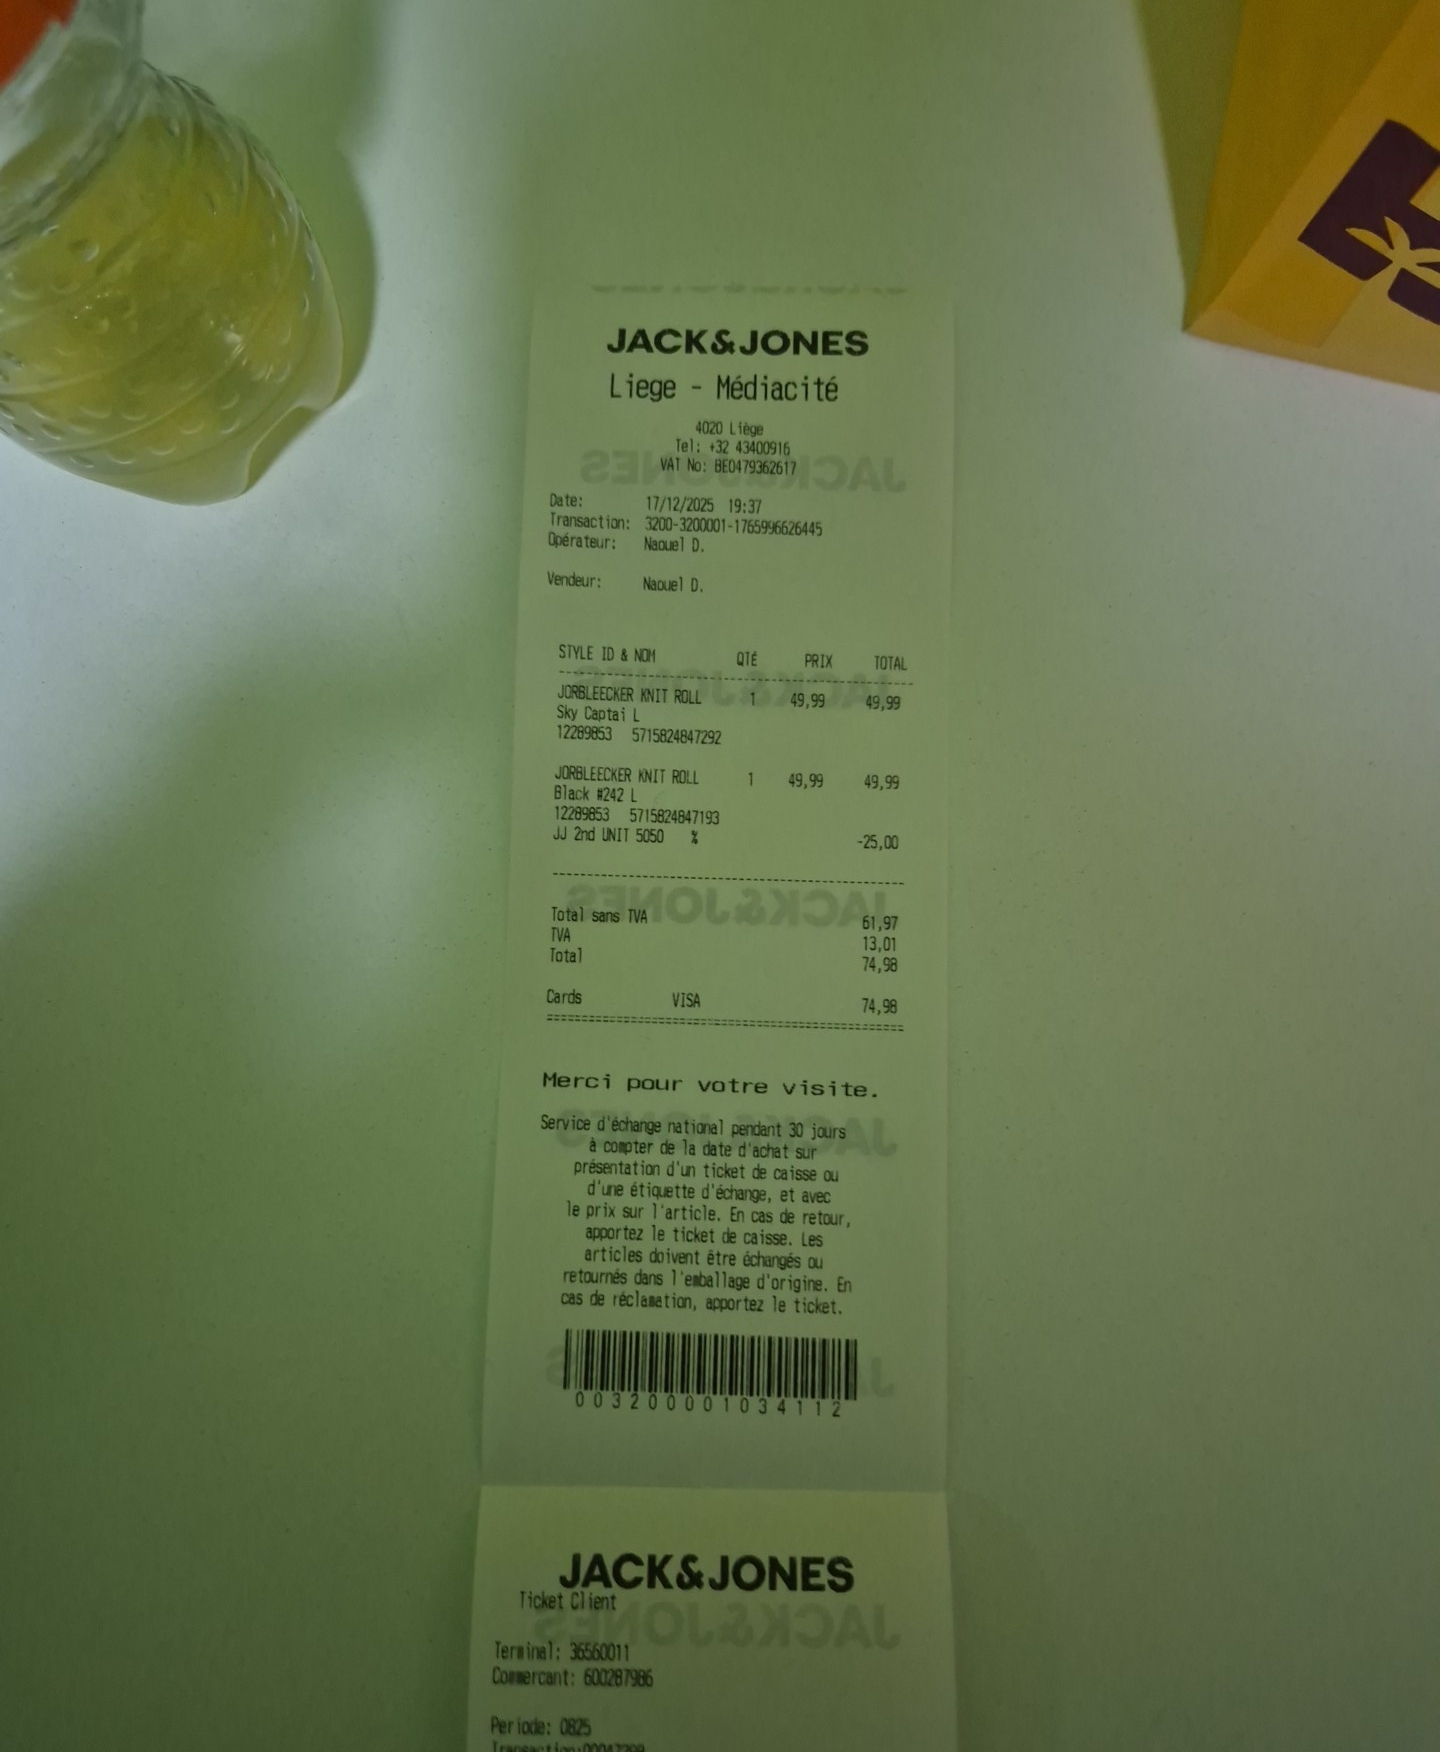 JACK&JONES
Liege - Médiacité
4020 Liège
Tel: +32 43400916
VAT No: BE0479362617
Date: 17/12/2025 19:37
Transaction: 3200-3200001-1765996626445
Opérateur: Naouel D.
Vendeur: Naouel D.
STYLE ID & NOM QTÉ PRIX TOTAL
JORBLEECKER KNIT ROLL 1 49,99 49,99
Sky Captai L
12289853 5715824847292
JORBLEECKER KNIT ROLL 1 49,99 49,99
Black #242 L
12289853 5715824847193
JJ 2nd UNIT 5050 % -25,00
Total sans TVA 61,97
TVA 13,01
Total 74,98
Cards VISA 74,98
Merci pour votre visite.
Service d'échange national pendant 30 jours
à compter de la date d'achat sur
présentation d'un ticket de caisse ou
d'une étiquette d'échange, et avec
le prix sur l'article. En cas de retour,
apportez le ticket de caisse. Les
articles doivent être échangés ou
retournés dans l'emballage d'origine. En
cas de réclamation, apportez le ticket.
003200001034112
JACK&JONES
Ticket Client
Terminal: 36560011
Commercant: 600287986
Periode: 0825